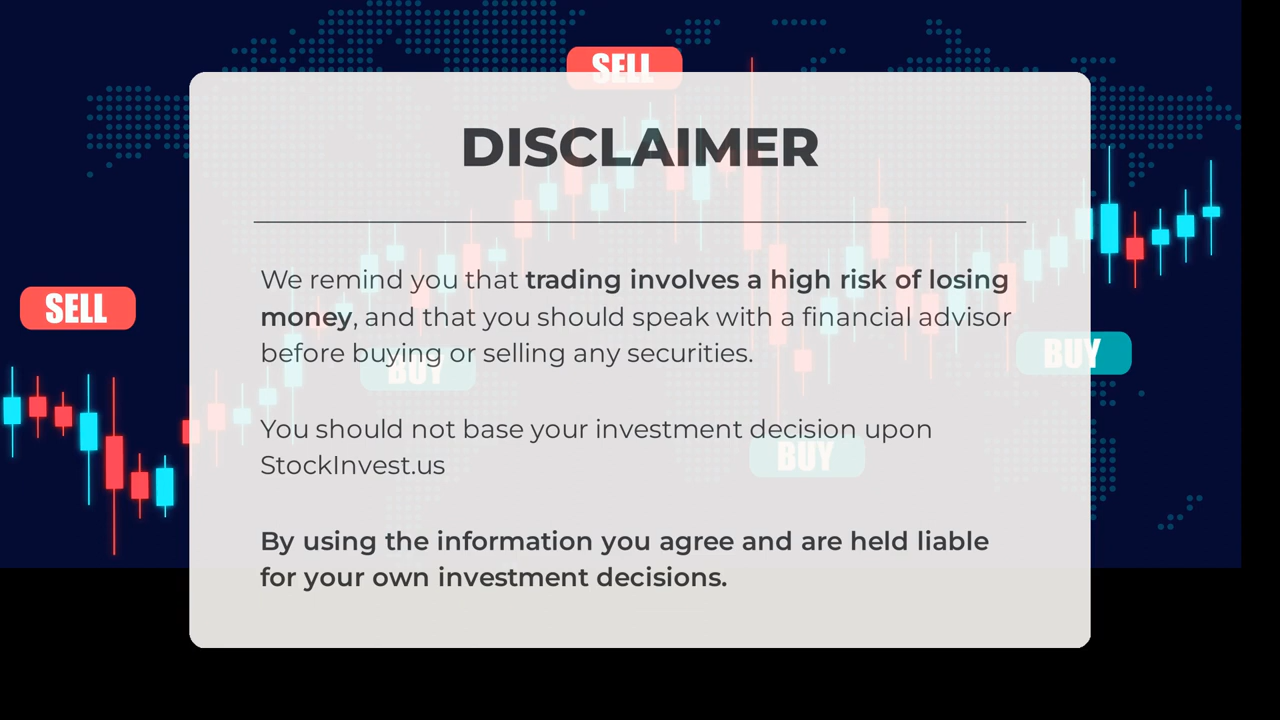 SELL
DISCLAIMER
We remind you that trading involves a high risk of losing
money, and that you should speak with a financial advisor
before buying or selling any securities.
You should not base your investment decision upon
StockInvest.us
By using the information you agree and are held liable
for your own investment decisions.
SELL
BUY
BUY
BUY